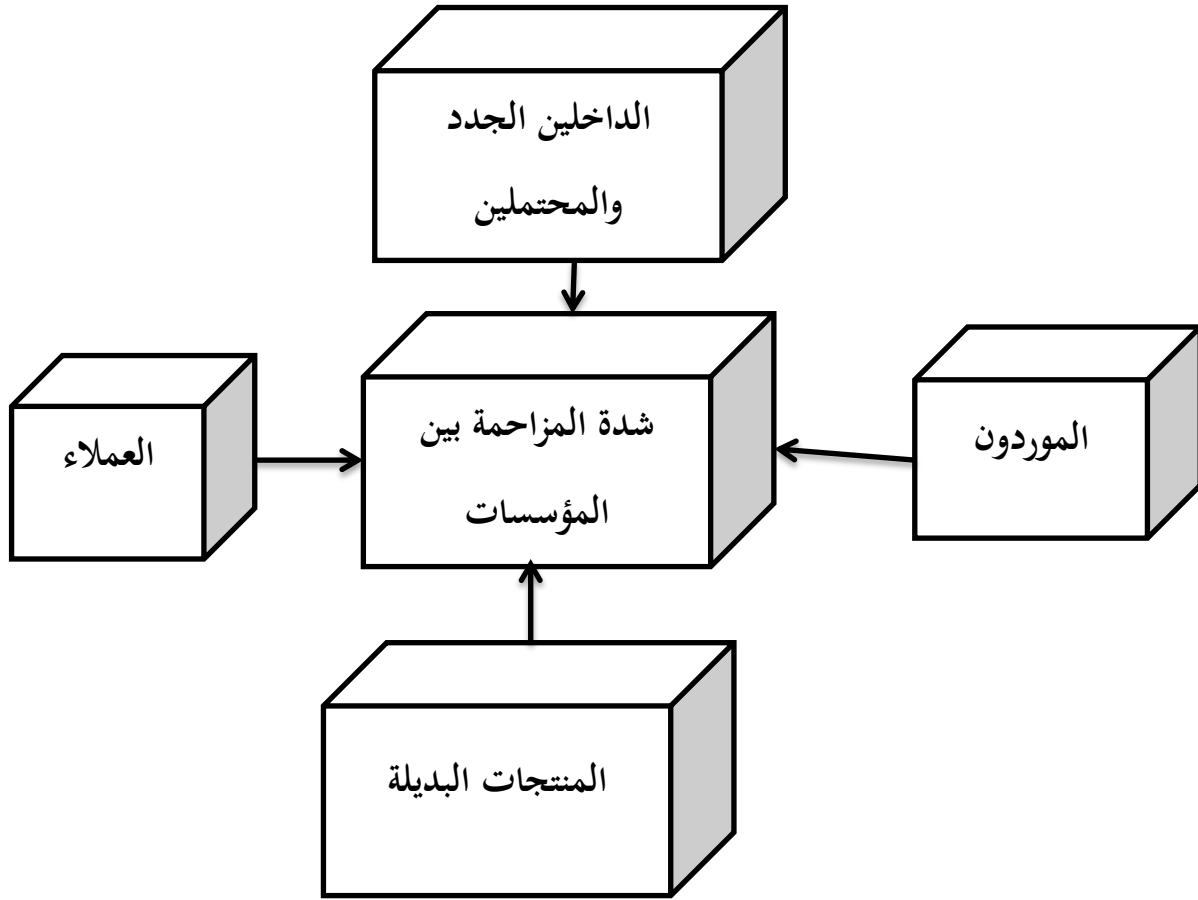 الداخلين الجدد
والمحتملين
الموردون
شدة المزاحمة بين
المؤسسات
العملاء
المنتجات البديلة